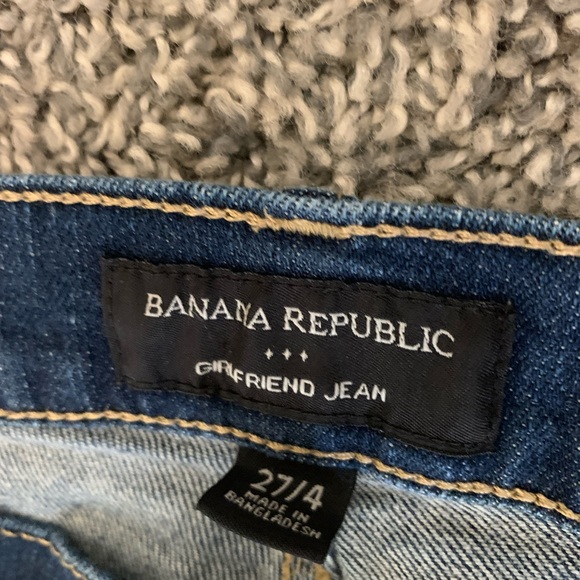 BANANA REPUBLIC
GIRLFRIEND JEAN
27/4
MADE IN
BANGLADESH